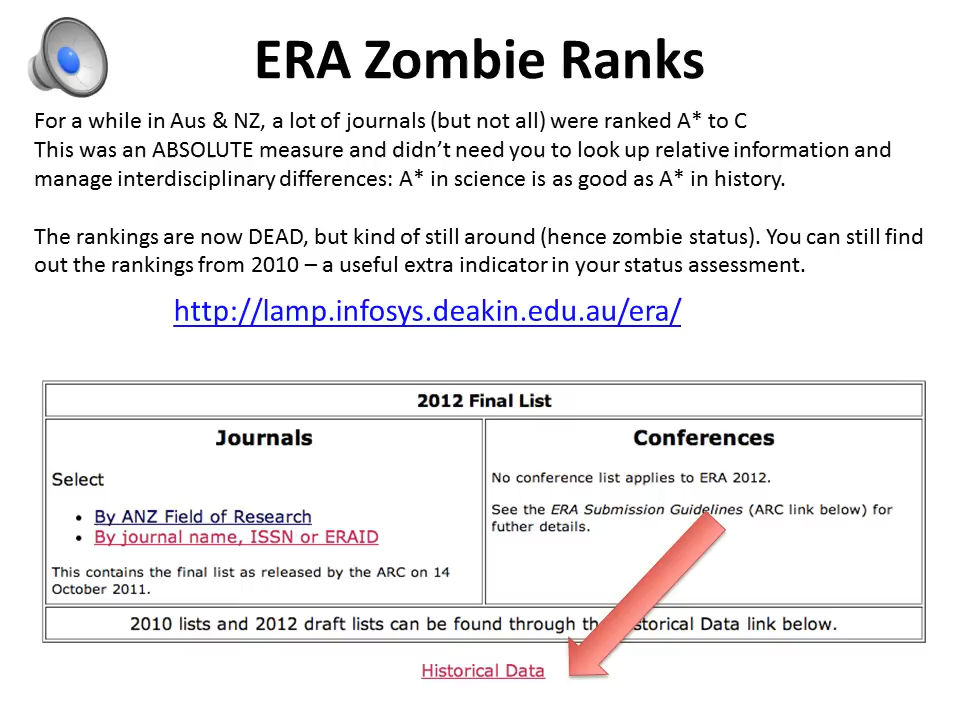 ERA Zombie Ranks
For a while in Aus & NZ, a lot of journals (but not all) were ranked A* to C
This was an ABSOLUTE measure and didn't need you to look up relative information and
manage interdisciplinary differences: A* in science is as good as A* in history.
The rankings are now DEAD, but kind of still around (hence zombie status). You can still find
out the rankings from 2010 – a useful extra indicator in your status assessment.
http://lamp.infosys.deakin.edu.au/era/
2012 Final List
Journals
Select
• By ANZ Field of Research
• By journal name, ISSN or ERAID
This contains the final list as released by the ARC on 14
October 2011.
Conferences
No conference list applies to ERA 2012.
See the ERA Submission Guidelines (ARC link below) for
futher details.
2010 lists and 2012 draft lists can be found through the Historical Data link below.
Historical Data